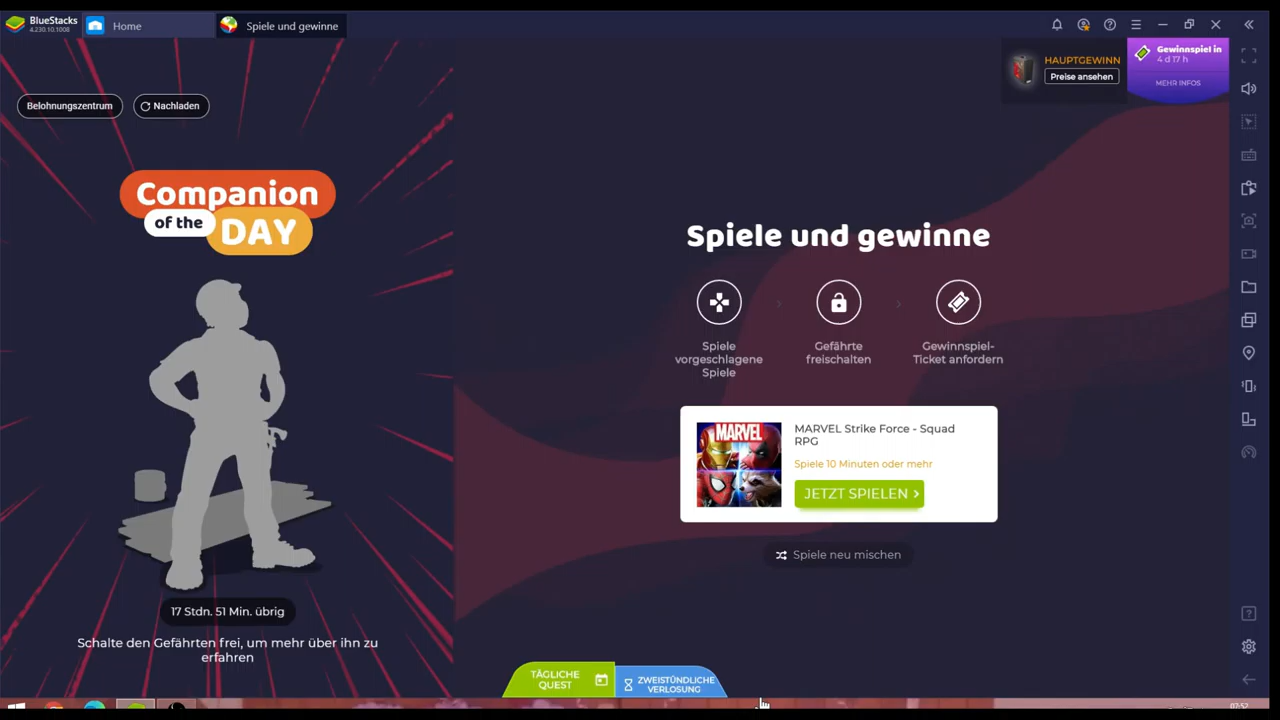 BlueStacks
4.230.10.1008
Home
Spiele und gewinne
HAUPTGEWINN
Preise ansehen
Gewinnspiel in
4 d 17 h
MEHR INFOS
Belohnungszentrum
Nachladen
Companion
of the
DAY
Spiele und gewinne
Spiele
vorgeschlagene
Spiele
Gefährte
freischalten
Gewinnspiel-
Ticket anfordern
MARVEL
MARVEL Strike Force - Squad
RPG
Spiele 10 Minuten oder mehr
JETZT SPIELEN
Spiele neu mischen
17 Stdn. 51 Min. übrig
Schalte den Gefährten frei, um mehr über ihn zu
erfahren
TÄGLICHE
QUEST
ZWEISTÜNDLICHE
VERLOSUNG
07:52